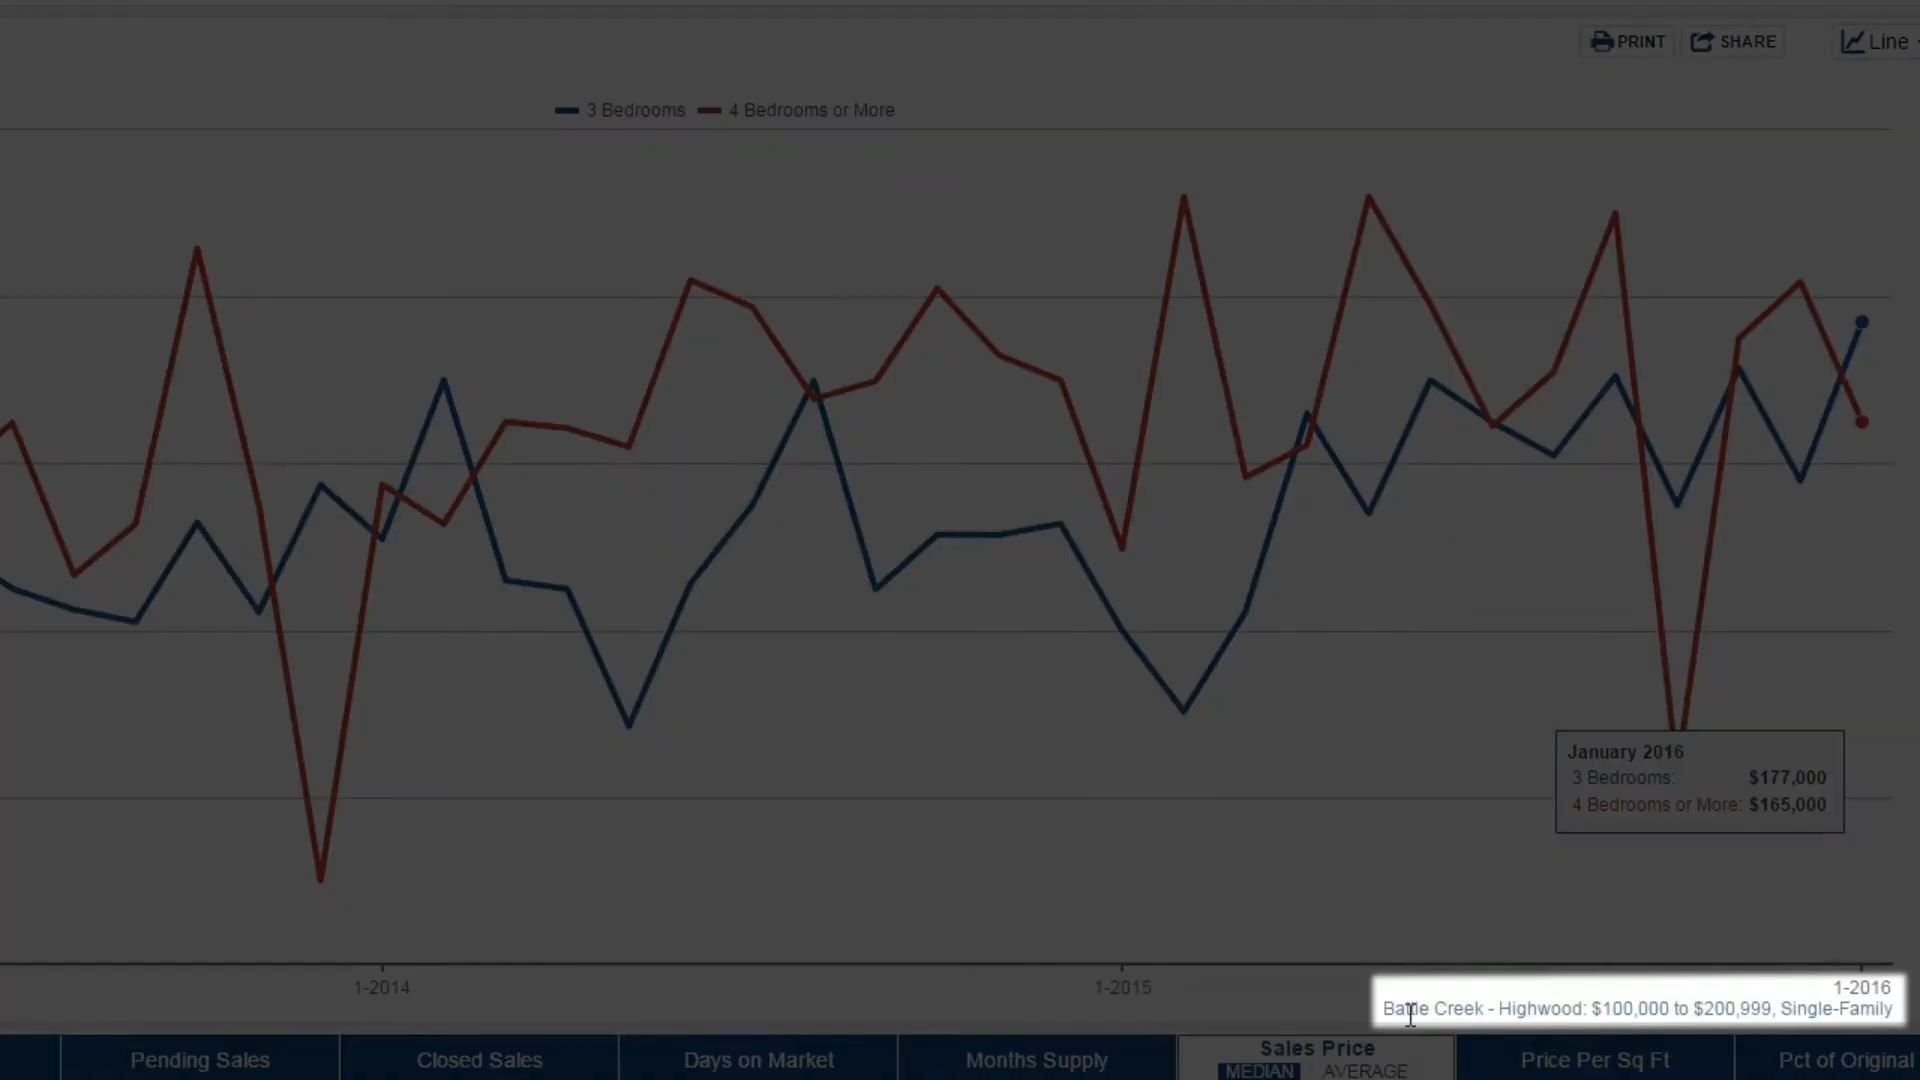 PRINT SHARE Line
3 Bedrooms 4 Bedrooms or More
January 2016
3 Bedrooms: $177,000
4 Bedrooms or More: $165,000
1-2014 1-2015 1-2016
Battle Creek - Highwood: $100,000 to $200,999, Single-Family
Pending Sales Closed Sales Days on Market Months Supply Sales Price Price Per Sq Ft Pct of Original
MEDIAN AVERAGE